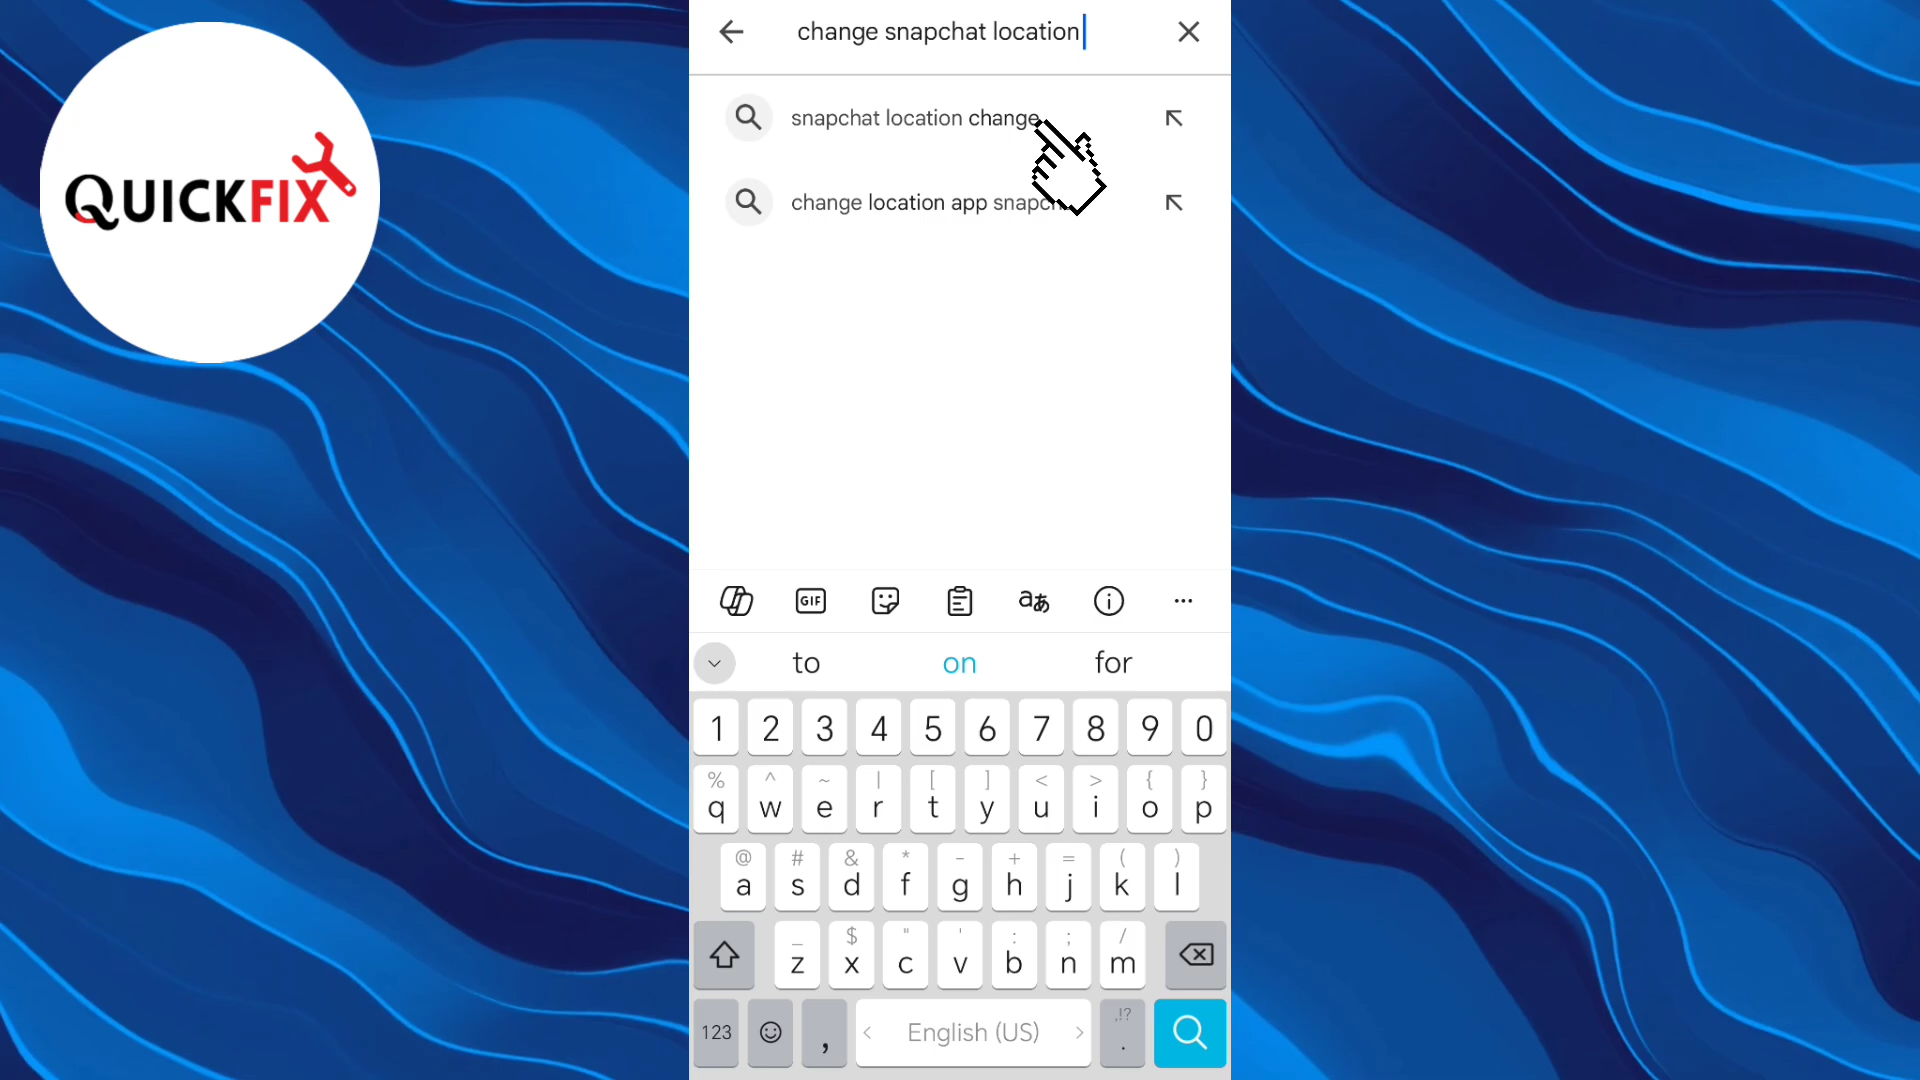 QUICKFIX
change snapchat location
snapchat location change
change location app snapch
GIF
aあ
to on for
1 2 3 4 5 6 7 8 9 0
% ^ ~ | [ ] < > { }
q w e r t y u i o p
@ # & * - + = ( )
a s d f g h j k l
_ $ " ' : ; /
z x c v b n m
,!?
123 , < English (US) > .